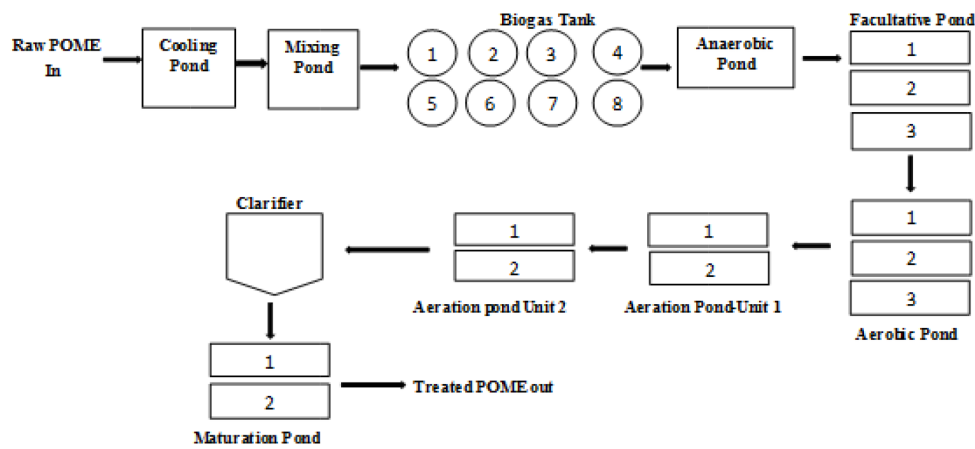 Raw POME
In
Cooling
Pond
Mixing
Pond
Biogas Tank
1
2
3
4
5
6
7
8
Anaerobic
Pond
Facultative Pond
1
2
3
1
2
3
Aerobic Pond
1
2
Aeration Pond-Unit 1
1
2
Aeration pond Unit 2
Clarifier
1
2
Maturation Pond
Treated POME out